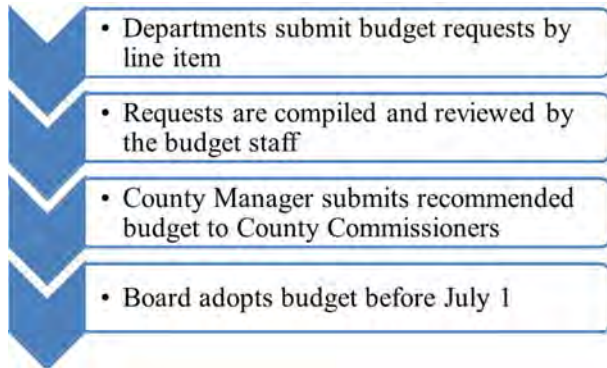 • Departments submit budget requests by
line item
• Requests are compiled and reviewed by
the budget staff
• County Manager submits recommended
budget to County Commissioners
• Board adopts budget before July 1